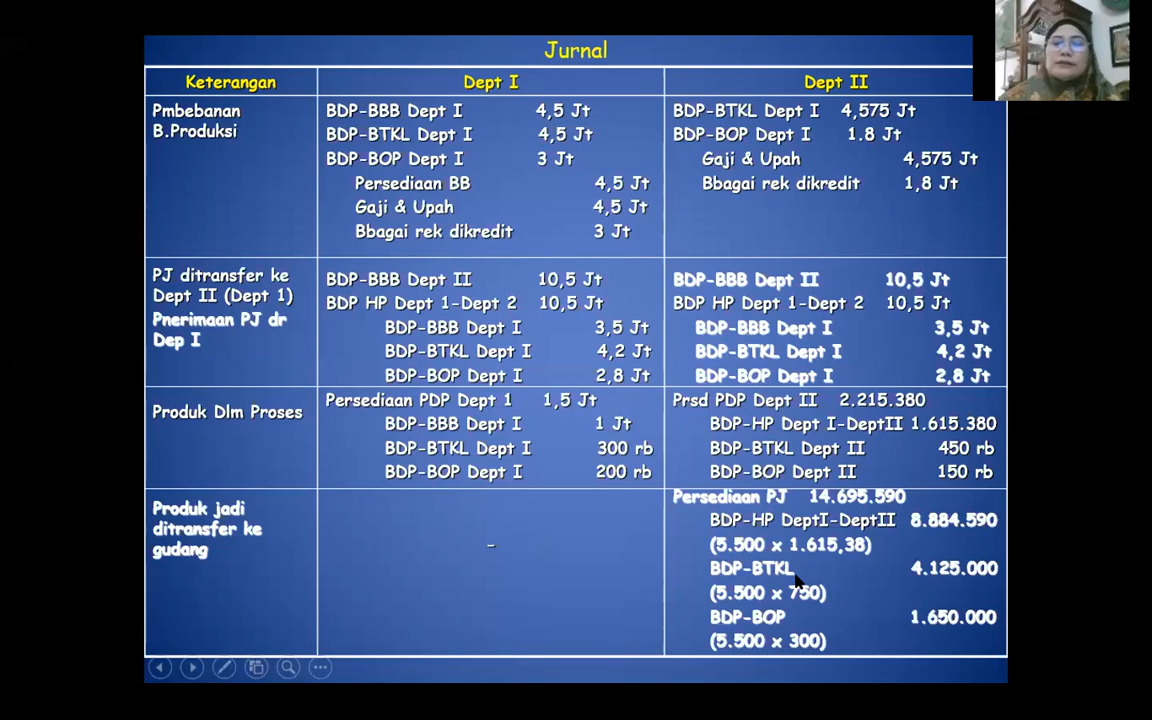 Jurnal
Keterangan
Dept I
Dept II
Pmbebanan
B.Produksi
BDP-BBB Dept I 4,5 Jt
BDP-BTKL Dept I 4,5 Jt
BDP-BOP Dept I 3 Jt
Persediaan BB 4,5 Jt
Gaji & Upah 4,5 Jt
Bbagai rek dikredit 3 Jt
BDP-BTKL Dept I 4,575 Jt
BDP-BOP Dept I 1.8 Jt
Gaji & Upah 4,575 Jt
Bbagai rek dikredit 1,8 Jt
PJ ditransfer ke
Dept II (Dept 1)
Pnerimaan PJ dr
Dep I
BDP-BBB Dept II 10,5 Jt
BDP HP Dept 1-Dept 2 10,5 Jt
BDP-BBB Dept I 3,5 Jt
BDP-BTKL Dept I 4,2 Jt
BDP-BOP Dept I 2,8 Jt
BDP-BBB Dept II 10,5 Jt
BDP HP Dept 1-Dept 2 10,5 Jt
BDP-BBB Dept I 3,5 Jt
BDP-BTKL Dept I 4,2 Jt
BDP-BOP Dept I 2,8 Jt
Produk Dlm Proses
Persediaan PDP Dept 1 1,5 Jt
BDP-BBB Dept I 1 Jt
BDP-BTKL Dept I 300 rb
BDP-BOP Dept I 200 rb
Prsd PDP Dept II 2.215.380
BDP-HP Dept I-DeptII 1.615.380
BDP-BTKL Dept II 450 rb
BDP-BOP Dept II 150 rb
Produk jadi
ditransfer ke
gudang
-
Persediaan PJ 14.695.590
BDP-HP DeptI-DeptII 8.884.590
(5.500 x 1.615,38)
BDP-BTKL 4.125.000
(5.500 x 750)
BDP-BOP 1.650.000
(5.500 x 300)